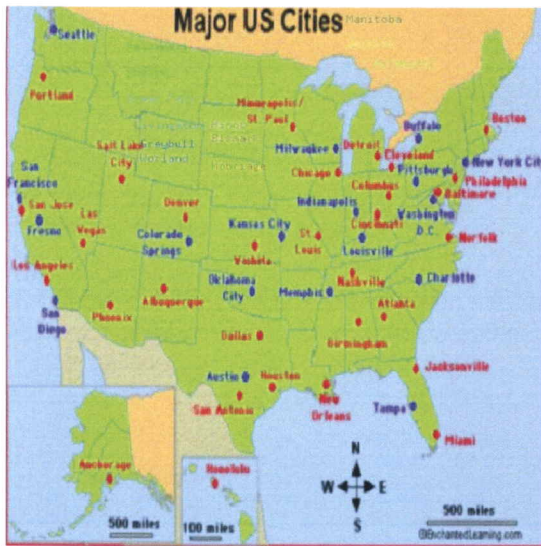 Major US Cities
Manitoba
Seattle
Portland
Minneapolis/
St. Paul
Buffalo
Boston
Salt Lake
City
Greybull
Worland
Milwaukee
Detroit
Cleveland
New York City
Chicago
Pittsburgh
Philadelphia
Columbus
Baltimore
San
Francisco
San Jose
Fresno
Las
Vegas
Denver
Colorado
Springs
Kansas City
St.
Louis
Indianapolis
Cincinnati
Washington
D.C.
Louisville
Norfolk
Los Angeles
Albuquerque
Oklahoma
City
Memphis
Nashville
Charlotte
San
Diego
Phoenix
Atlanta
Dallas
Birmingham
Austin
Houston
Jacksonville
San Antonio
New
Orleans
Tampa
Miami
Anchorage
Honolulu
N
W
E
S
500 miles
100 miles
500 miles
©EnchantedLearning.com